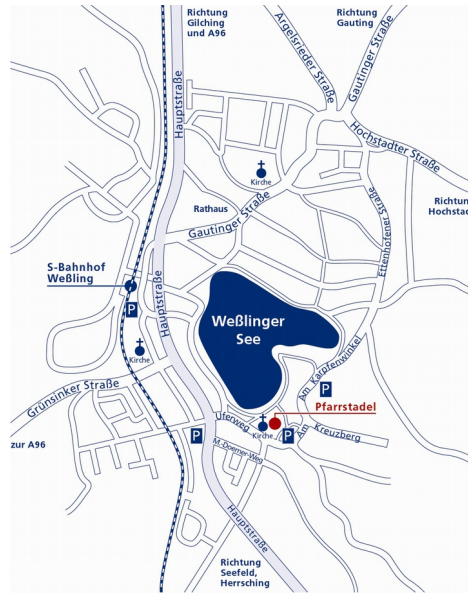 Richtung
Gilching
und A96
Richtung
Gauting
Argelsrieder Straße
Gautinger Straße
Hauptstraße
Hochstadter Straße
Kirche
Richtun
Hochstad
Rathaus
Gautinger Straße
Ettenhofener Straße
S-Bahnhof
Weßling
P
Hauptstraße
Weßlinger
See
Kirche
Am Karpfenwinkel
P
Grünsinker Straße
Pfarrstadel
zur A96
P
Uferweg
Kirche
P
Am Kreuzberg
M.-Doerner-Weg
Hauptstraße
Richtung
Seefeld,
Herrsching